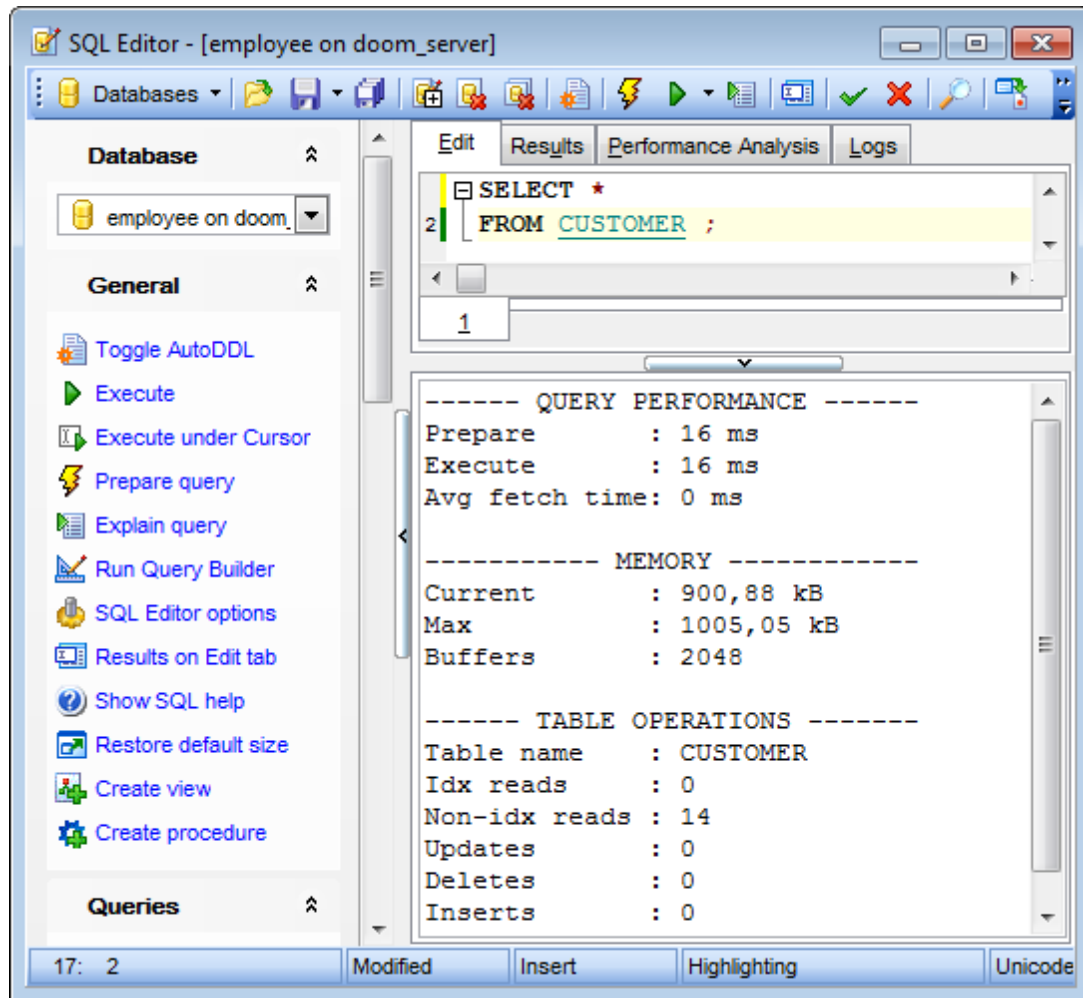 SQL Editor - [employee on doom_server]
Databases
Database
employee on doom_
General
Toggle AutoDDL
Execute
Execute under Cursor
Prepare query
Explain query
Run Query Builder
SQL Editor options
Results on Edit tab
Show SQL help
Restore default size
Create view
Create procedure
Queries
Edit Results Performance Analysis Logs
SELECT *
2 FROM CUSTOMER ;
1
------ QUERY PERFORMANCE ------
Prepare : 16 ms
Execute : 16 ms
Avg fetch time: 0 ms
----------- MEMORY ------------
Current : 900,88 kB
Max : 1005,05 kB
Buffers : 2048
------ TABLE OPERATIONS -------
Table name : CUSTOMER
Idx reads : 0
Non-idx reads : 14
Updates : 0
Deletes : 0
Inserts : 0
17: 2 Modified Insert Highlighting Unicode